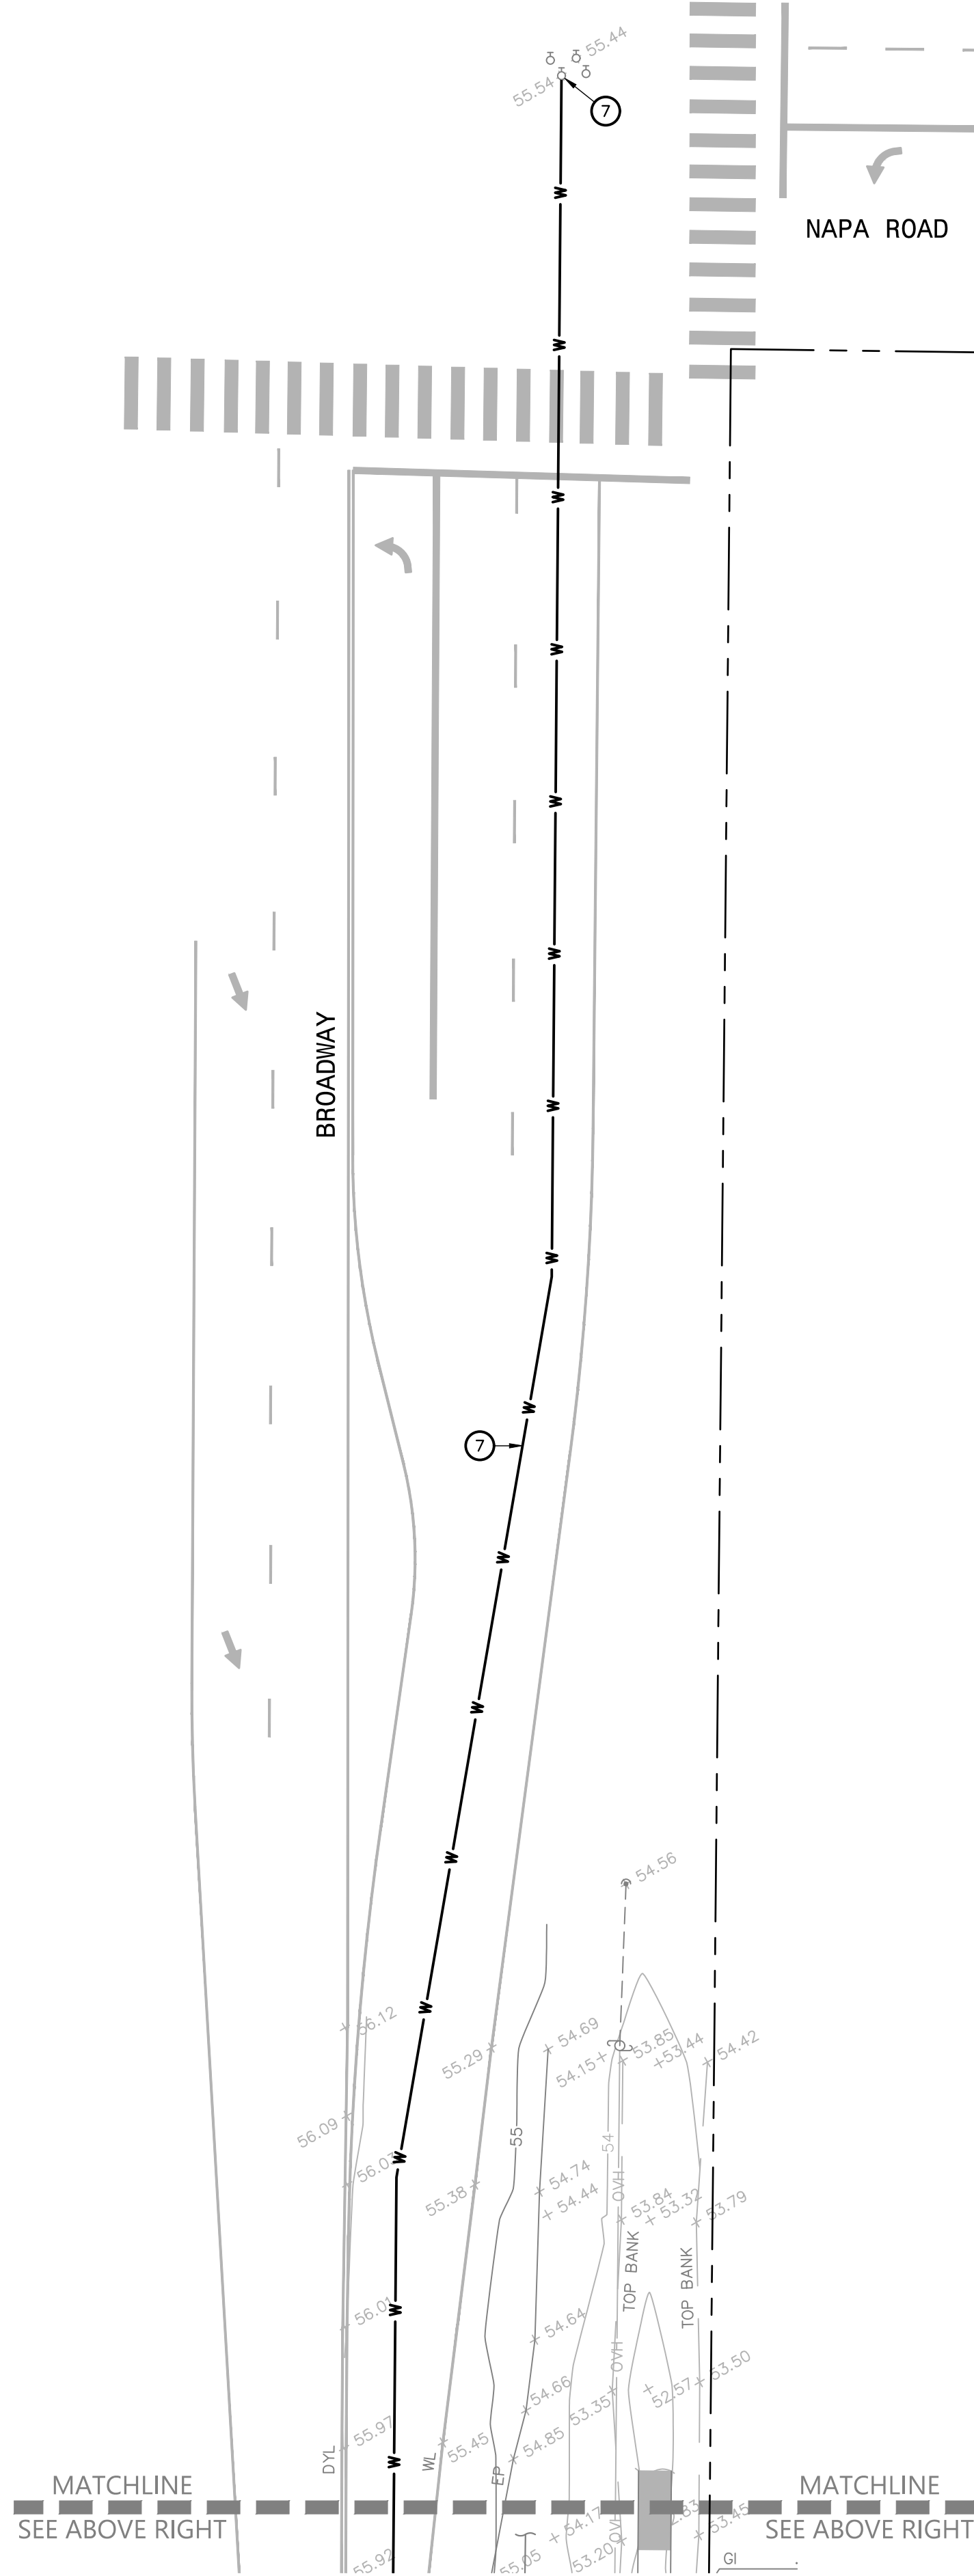 55.44
55.54
7
NAPA ROAD
W
W
W
W
W
W
W
BROADWAY
W
W
W
7
W
W
W
54.56
W
56.12
54.69
55.29
53.85
53.44
54.42
54.15
56.09
55
54
W
56.03
54.74
55.38
54.44
OVH
53.84
53.32
53.79
TOP BANK
TOP BANK
W
56.01
54.64
OVH
53.50
52.57
54.66
53.35
55.97
54.85
55.45
DYL
WL
W
EP
MATCHLINE
MATCHLINE
SEE ABOVE RIGHT
SEE ABOVE RIGHT
54.17
53.45
OVH
53.20
55.92
55.05
GI